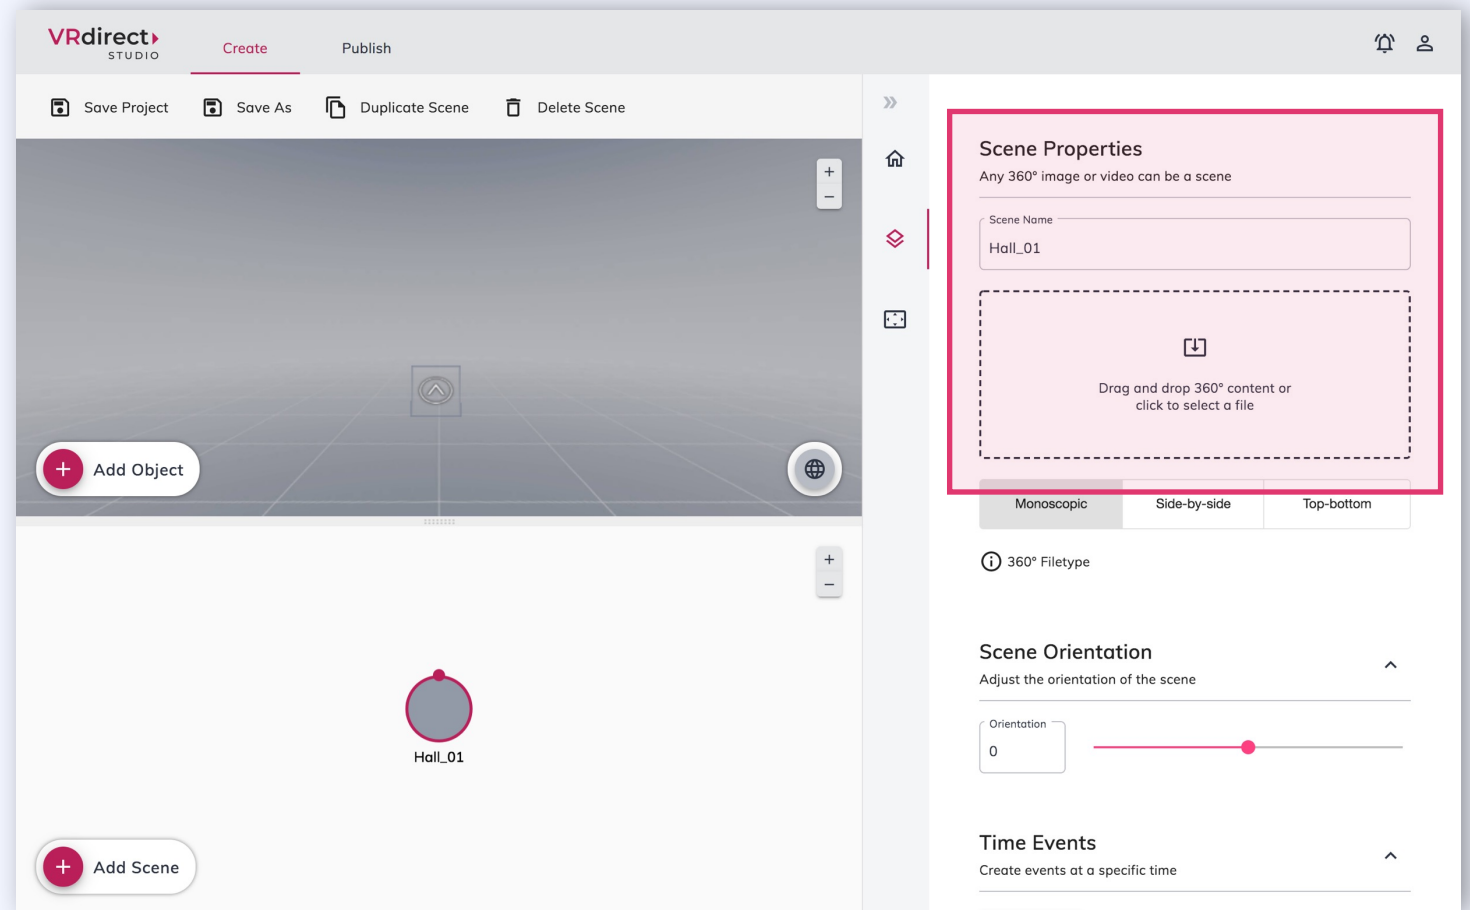 VRdirect
STUDIO
Create
Publish
Save Project
Save As
Duplicate Scene
Delete Scene
+
−
Add Object
+
−
Hall_01
Add Scene
Scene Properties
Any 360° image or video can be a scene
Scene Name
Hall_01
Drag and drop 360° content or
click to select a file
Monoscopic
Side-by-side
Top-bottom
360° Filetype
Scene Orientation
Adjust the orientation of the scene
Orientation
0
Time Events
Create events at a specific time